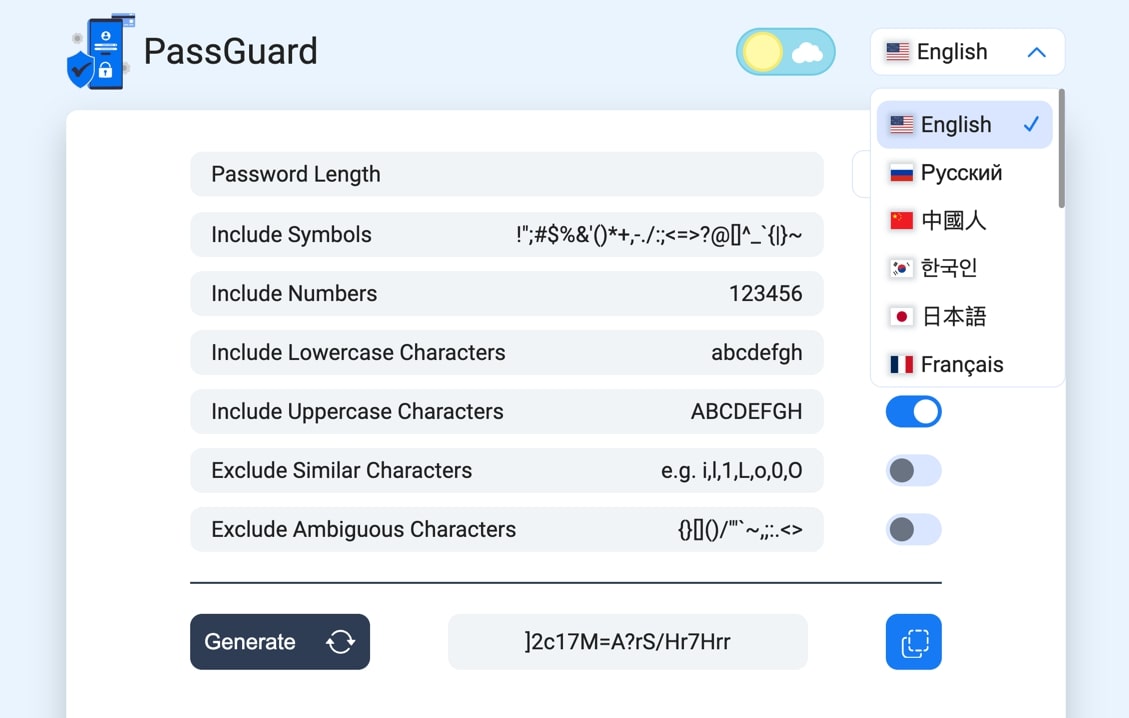 PassGuard
English
English
Русский
中國人
한국인
日本語
Français
Password Length
Include Symbols !";#$%&'()*+,-./:;<=>?@[]^_`{|}~
Include Numbers 123456
Include Lowercase Characters abcdefgh
Include Uppercase Characters ABCDEFGH
Exclude Similar Characters e.g. i,l,1,L,o,0,O
Exclude Ambiguous Characters {}[]()/'"`~,;:.<>
Generate ]2c17M=A?rS/Hr7Hrr